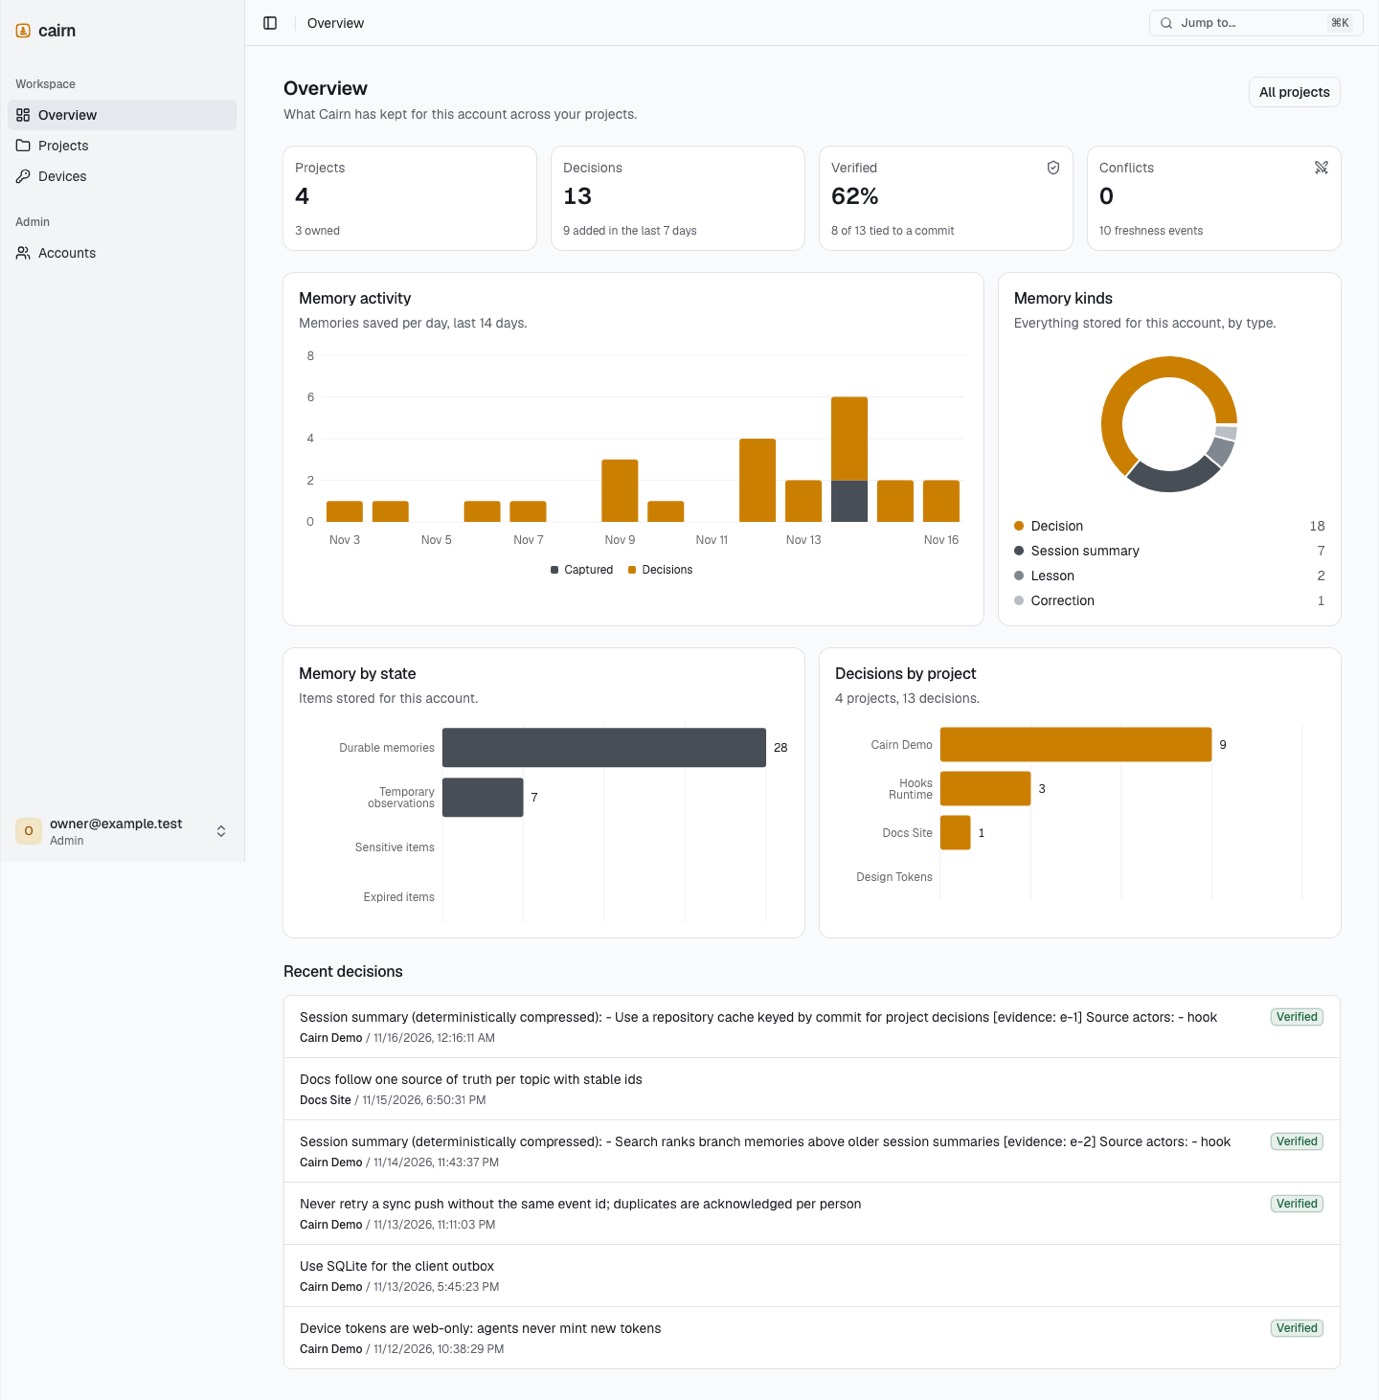 cairn
Overview
Jump to...
⌘K
Workspace
Overview
Projects
Devices
Admin
Accounts
owner@example.test
O
Admin
Overview
What Cairn has kept for this account across your projects.
All projects
Projects
4
3 owned
Decisions
13
9 added in the last 7 days
Verified
62%
8 of 13 tied to a commit
Conflicts
0
10 freshness events
Memory activity
Memories saved per day, last 14 days.
8
6
4
2
0
Nov 3
Nov 5
Nov 7
Nov 9
Nov 11
Nov 13
Nov 16
Captured
Decisions
Memory kinds
Everything stored for this account, by type.
Decision 18
Session summary 7
Lesson 2
Correction 1
Memory by state
Items stored for this account.
Durable memories 28
Temporary
observations 7
Sensitive items
Expired items
Decisions by project
4 projects, 13 decisions.
Cairn Demo 9
Hooks
Runtime 3
Docs Site 1
Design Tokens
Recent decisions
Session summary (deterministically compressed): - Use a repository cache keyed by commit for project decisions [evidence: e-1] Source actors: - hook
Verified
Cairn Demo / 11/16/2026, 12:16:11 AM
Docs follow one source of truth per topic with stable ids
Docs Site / 11/15/2026, 6:50:31 PM
Session summary (deterministically compressed): - Search ranks branch memories above older session summaries [evidence: e-2] Source actors: - hook
Verified
Cairn Demo / 11/14/2026, 11:43:37 PM
Never retry a sync push without the same event id; duplicates are acknowledged per person
Verified
Cairn Demo / 11/13/2026, 11:11:03 PM
Use SQLite for the client outbox
Cairn Demo / 11/13/2026, 5:45:23 PM
Device tokens are web-only: agents never mint new tokens
Verified
Cairn Demo / 11/12/2026, 10:38:29 PM